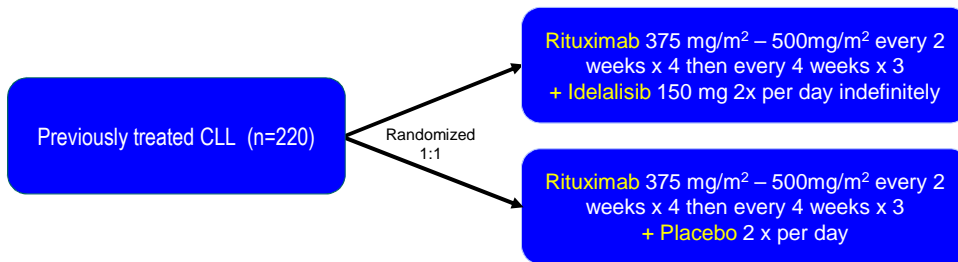 Previously treated CLL (n=220)
Randomized
1:1
Rituximab 375 mg/m² – 500mg/m² every 2
weeks x 4 then every 4 weeks x 3
+ Idelalisib 150 mg 2x per day indefinitely
Rituximab 375 mg/m² – 500mg/m² every 2
weeks x 4 then every 4 weeks x 3
+ Placebo 2 x per day